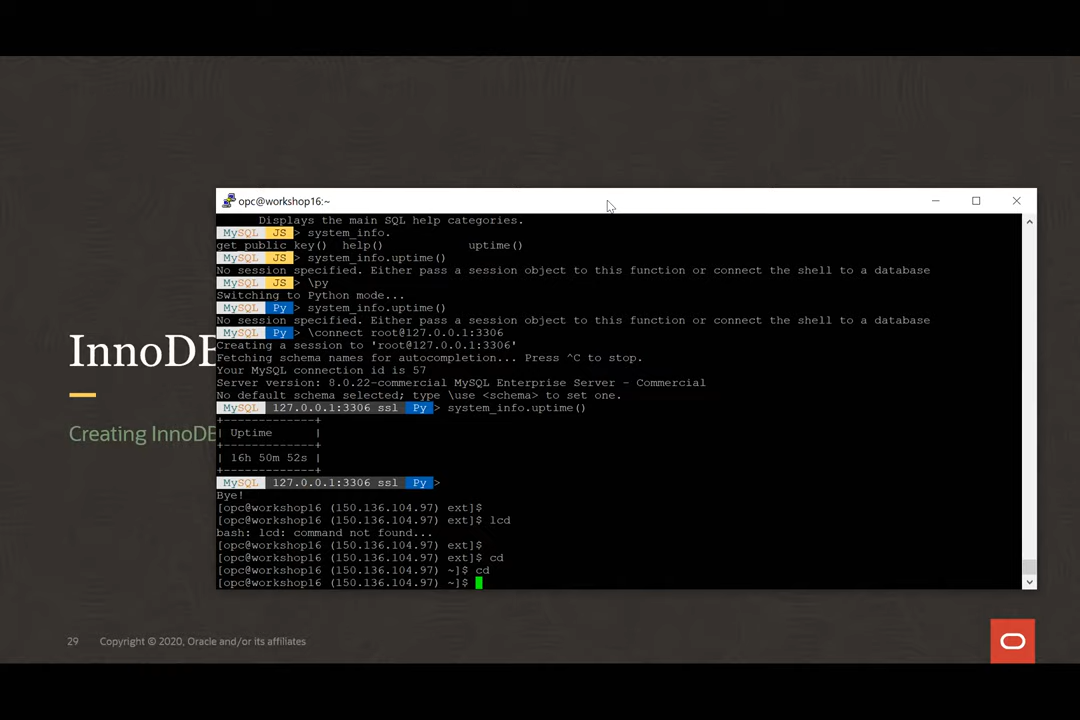 opc@workshop16:~
Displays the main SQL help categories.
MySQL JS > system_info.
get_public_key() help() uptime()
MySQL JS > system_info.uptime()
No session specified. Either pass a session object to this function or connect the shell to a database
MySQL JS > \py
Switching to Python mode...
MySQL Py > system_info.uptime()
No session specified. Either pass a session object to this function or connect the shell to a database
MySQL Py > \connect root@127.0.0.1:3306
Creating a session to 'root@127.0.0.1:3306'
Fetching schema names for autocompletion... Press ^C to stop.
Your MySQL connection id is 57
Server version: 8.0.22-commercial MySQL Enterprise Server - Commercial
No default schema selected; type \use <schema> to set one.
MySQL 127.0.0.1:3306 ssl Py > system_info.uptime()
+-------------+
| Uptime      |
+-------------+
| 16h 50m 52s |
+-------------+
MySQL 127.0.0.1:3306 ssl Py >
Bye!
[opc@workshop16 (150.136.104.97) ext]$
[opc@workshop16 (150.136.104.97) ext]$ lcd
bash: lcd: command not found...
[opc@workshop16 (150.136.104.97) ext]$
[opc@workshop16 (150.136.104.97) ext]$ cd
[opc@workshop16 (150.136.104.97) ~]$ cd
[opc@workshop16 (150.136.104.97) ~]$
InnoDB
Creating InnoDB
29 Copyright © 2020, Oracle and/or its affiliates